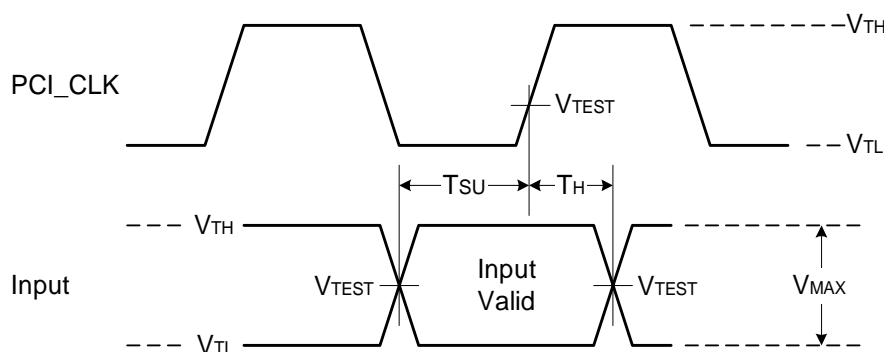 VTH
PCI_CLK
VTEST
VTL
TSU
TH
VTH
Input
VTEST
Input
Valid
VTEST
VMAX
VTL